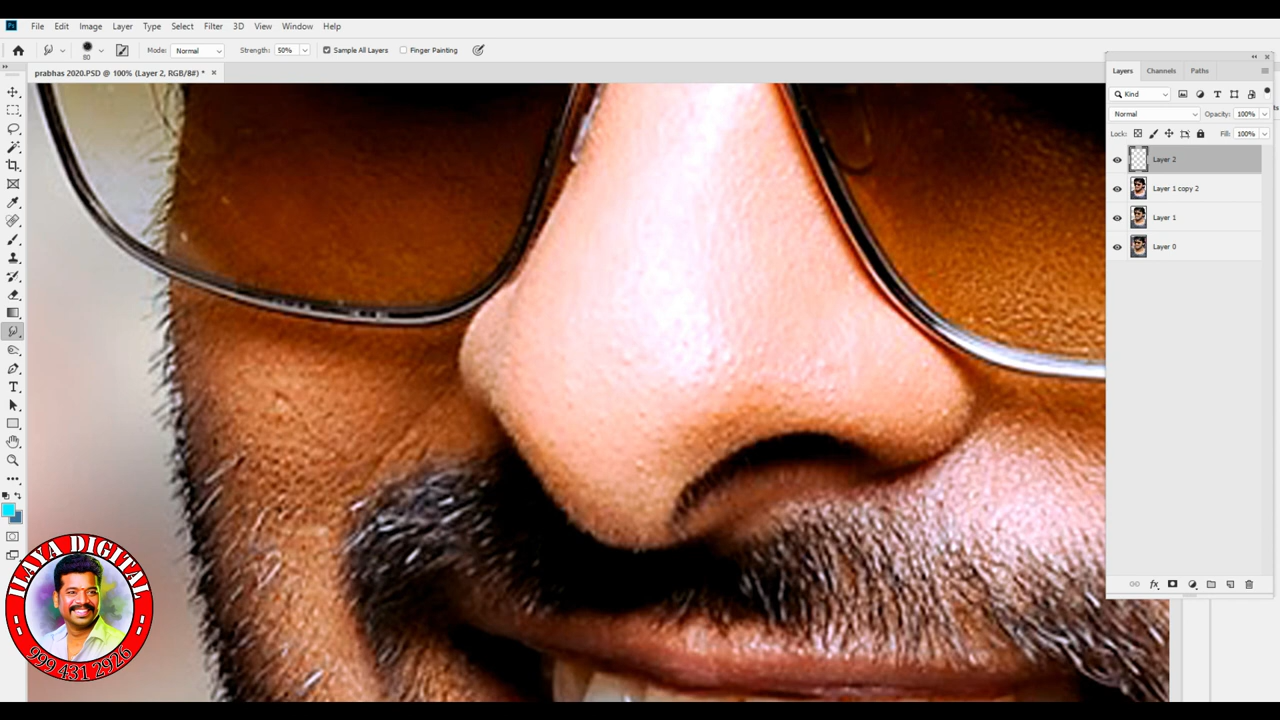 File Edit Image Layer Type Select Filter 3D View Window Help
80 Mode: Normal Strength: 50% Sample All Layers Finger Painting
prabhas 2020.PSD @ 100% (Layer 2, RGB/8#) * ×
Layers Channels Paths
Kind
Normal Opacity: 100%
Lock: Fill: 100%
Layer 2
Layer 1 copy 2
Layer 1
Layer 0
fx
ILAYA DIGITAL
999 431 2926